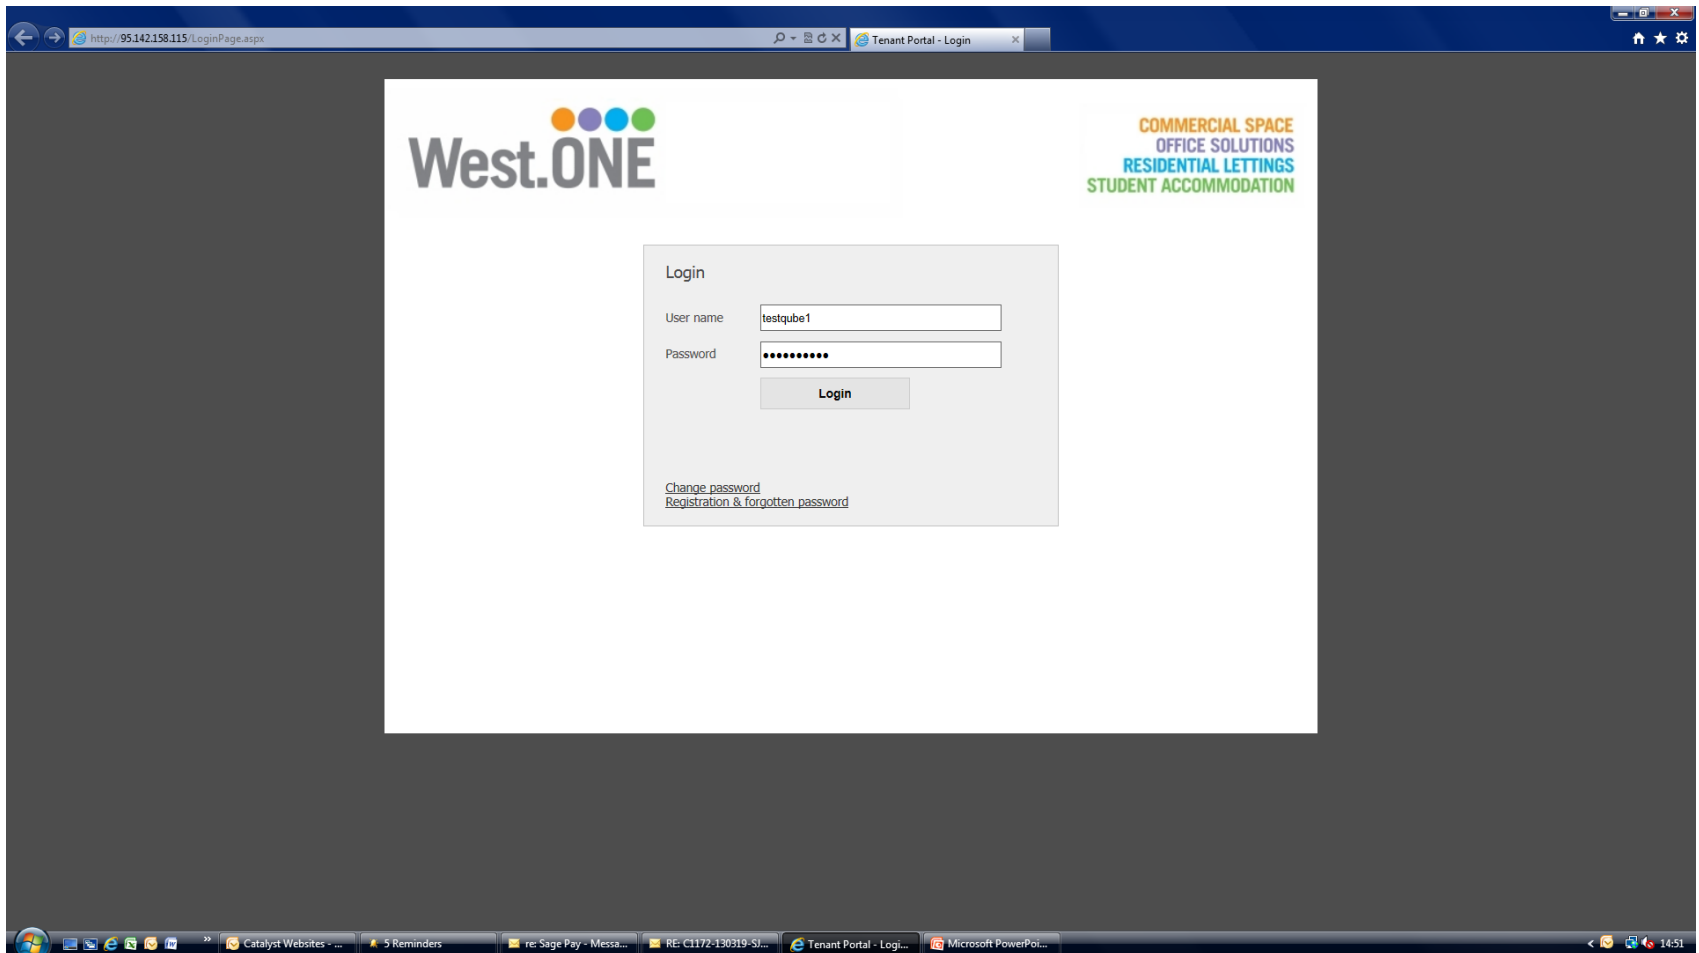 http://95.142.158.115/LoginPage.aspx
Tenant Portal - Login
West.ONE
COMMERCIAL SPACE
OFFICE SOLUTIONS
RESIDENTIAL LETTINGS
STUDENT ACCOMMODATION
Login
User name
testqube1
Password
••••••••••
Login
Change password
Registration & forgotten password
Catalyst Websites - ...
5 Reminders
re: Sage Pay - Messa...
RE: C1172-130319-SJ...
Tenant Portal - Logi...
Microsoft PowerPoi...
14:51